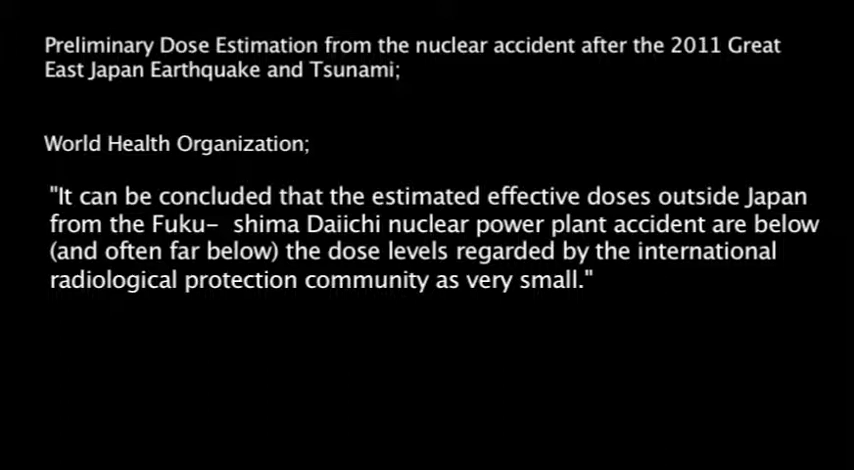 Preliminary Dose Estimation from the nuclear accident after the 2011 Great
East Japan Earthquake and Tsunami;
World Health Organization;
"It can be concluded that the estimated effective doses outside Japan
from the Fuku- shima Daiichi nuclear power plant accident are below
(and often far below) the dose levels regarded by the international
radiological protection community as very small."